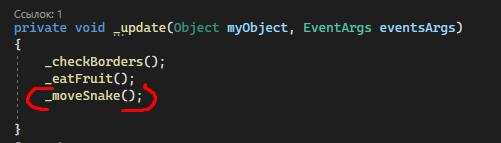 Ссылок: 1
private void _update(Object myObject, EventArgs eventsArgs)
{
_checkBorders();
_eatFruit();
_moveSnake();
}